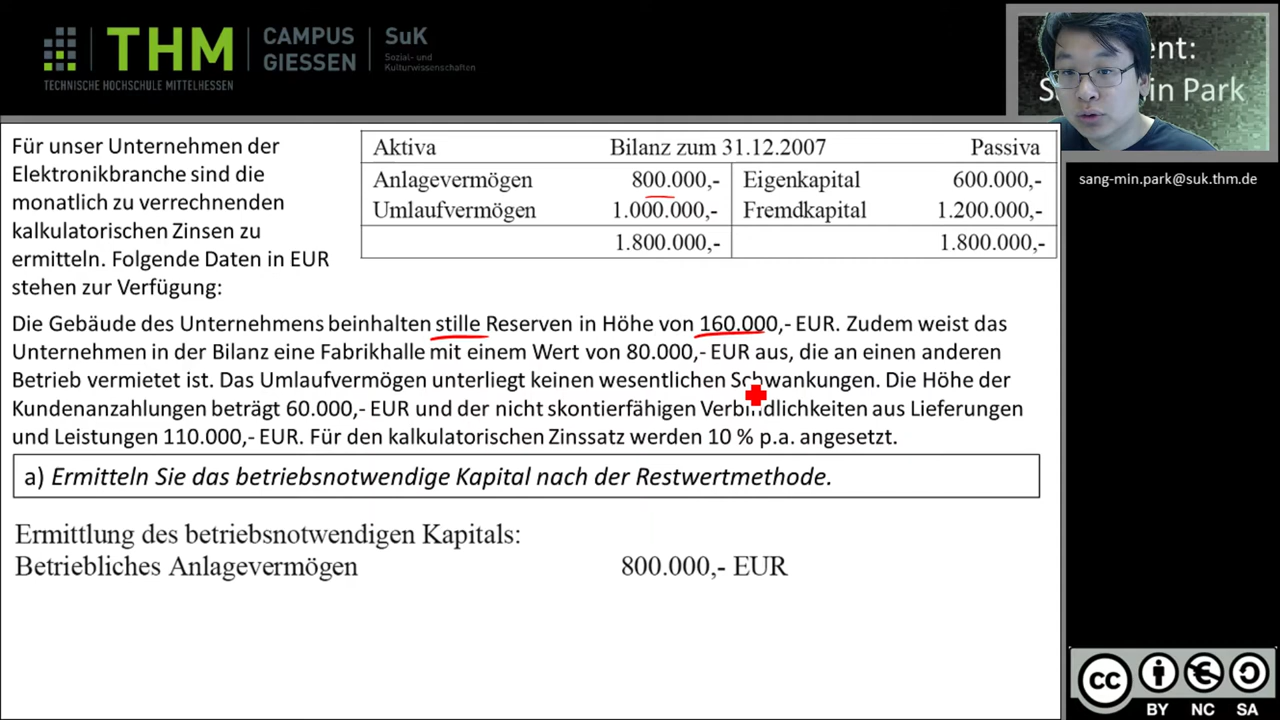 THM
TECHNISCHE HOCHSCHULE MITTELHESSEN
CAMPUS
GIESSEN
SuK
Sozial- und
Kulturwissenschaften
in Park
sang-min.park@suk.thm.de
Für unser Unternehmen der
Elektronikbranche sind die
monatlich zu verrechnenden
kalkulatorischen Zinsen zu
ermitteln. Folgende Daten in EUR
stehen zur Verfügung:
Aktiva Bilanz zum 31.12.2007 Passiva
Anlagevermögen 800.000,- Eigenkapital 600.000,-
Umlaufvermögen 1.000.000,- Fremdkapital 1.200.000,-
1.800.000,- 1.800.000,-
Die Gebäude des Unternehmens beinhalten stille Reserven in Höhe von 160.000,- EUR. Zudem weist das
Unternehmen in der Bilanz eine Fabrikhalle mit einem Wert von 80.000,- EUR aus, die an einen anderen
Betrieb vermietet ist. Das Umlaufvermögen unterliegt keinen wesentlichen Schwankungen. Die Höhe der
Kundenanzahlungen beträgt 60.000,- EUR und der nicht skontierfähigen Verbindlichkeiten aus Lieferungen
und Leistungen 110.000,- EUR. Für den kalkulatorischen Zinssatz werden 10 % p.a. angesetzt.
a) Ermitteln Sie das betriebsnotwendige Kapital nach der Restwertmethode.
Ermittlung des betriebsnotwendigen Kapitals:
Betriebliches Anlagevermögen 800.000,- EUR
CC
BY NC SA